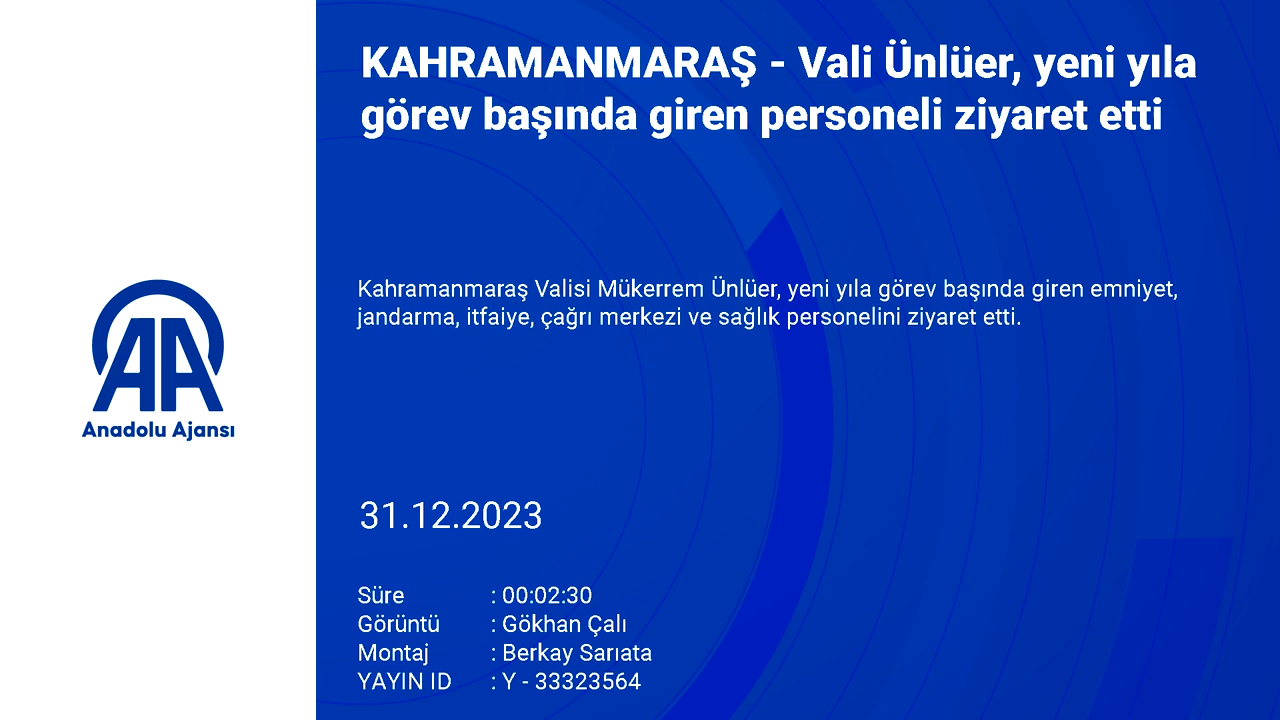 KAHRAMANMARAŞ - Vali Ünlüer, yeni yıla
görev başında giren personeli ziyaret etti
Kahramanmaraş Valisi Mükerrem Ünlüer, yeni yıla görev başında giren emniyet,
jandarma, itfaiye, çağrı merkezi ve sağlık personelini ziyaret etti.
AA
Anadolu Ajansı
31.12.2023
Süre : 00:02:30
Görüntü : Gökhan Çalı
Montaj : Berkay Sarıata
YAYIN ID : Y - 33323564